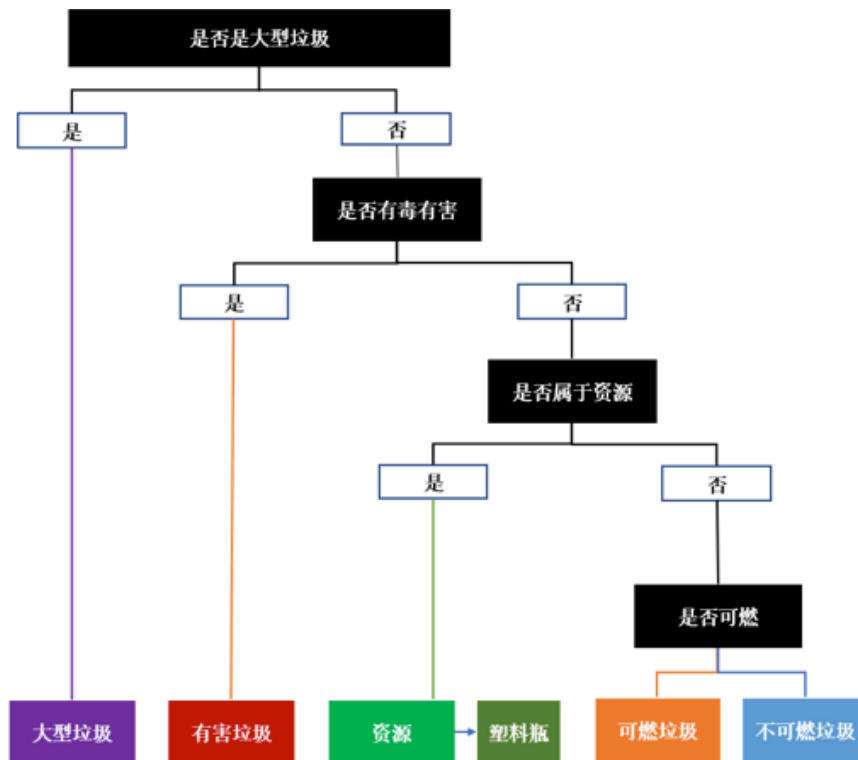 是否是大型垃圾
是
否
是否有毒有害
是
否
是否属于资源
是
否
是否可燃
大型垃圾
有害垃圾
资源
塑料瓶
可燃垃圾
不可燃垃圾